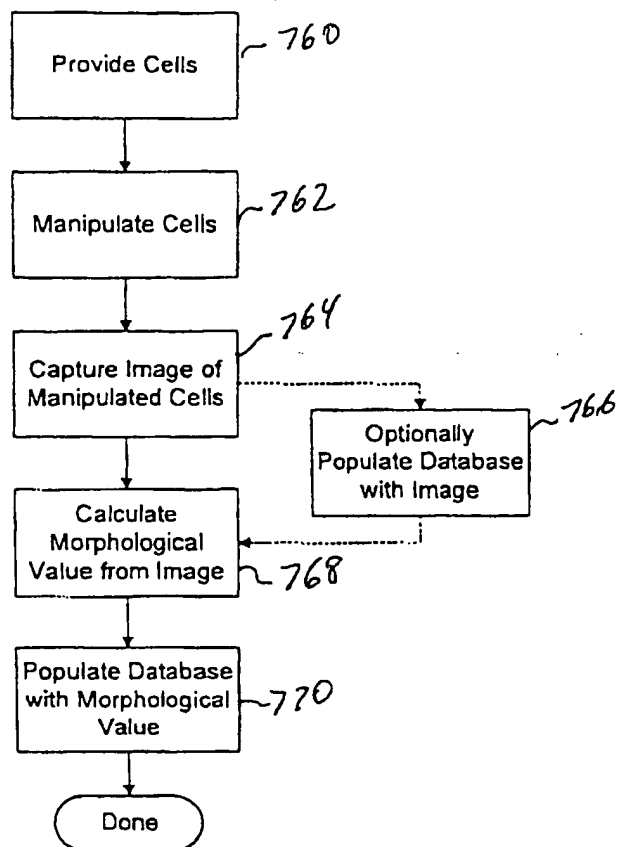 Provide Cells
760
Manipulate Cells
762
Capture Image of
Manipulated Cells
764
Optionally
Populate Database
with Image
766
Calculate
Morphological
Value from Image
768
Populate Database
with Morphological
Value
770
Done